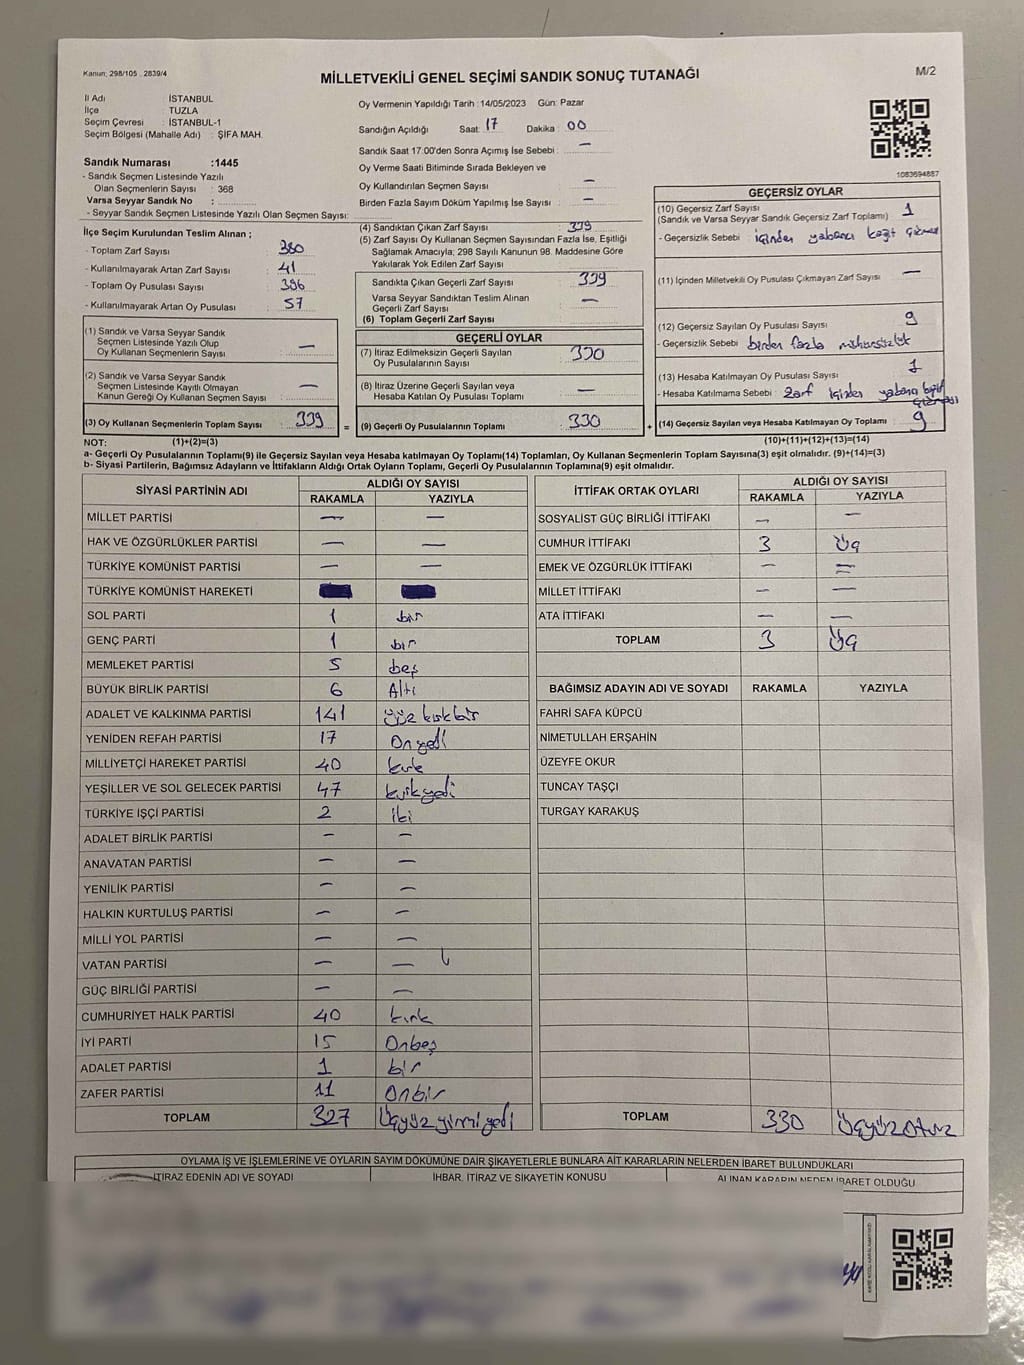 Kanun; 298/105 , 2839/4
MİLLETVEKİLİ GENEL SEÇİMİ SANDIK SONUÇ TUTANAĞI
M/2
İl Adı İSTANBUL
İlçe TUZLA
Seçim Çevresi : İSTANBUL-1
Seçim Bölgesi (Mahalle Adı) : ŞİFA MAH.
Sandık Numarası :1445
- Sandık Seçmen Listesinde Yazılı
Olan Seçmenlerin Sayısı : 368
Varsa Seyyar Sandık No :
- Seyyar Sandık Seçmen Listesinde Yazılı Olan Seçmen Sayısı:
İlçe Seçim Kurulundan Teslim Alınan ;
- Toplam Zarf Sayısı : 380
- Kullanılmayarak Artan Zarf Sayısı : 41
- Toplam Oy Pusulası Sayısı : 396
- Kullanılmayarak Artan Oy Pusulası : 57
Oy Vermenin Yapıldığı Tarih :14/05/2023 Gün: Pazar
Sandığın Açıldığı Saat: 17 Dakika : 00
Sandık Saat 17:00'den Sonra Açımış İse Sebebi : —
Oy Verme Saati Bitiminde Sırada Bekleyen ve
Oy Kullandırılan Seçmen Sayısı —
Birden Fazla Sayım Döküm Yapılmış İse Sayısı : —
(4) Sandıktan Çıkan Zarf Sayısı : 339
(5) Zarf Sayısı Oy Kullanan Seçmen Sayısından Fazla İse, Eşitliği
Sağlamak Amacıyla; 298 Sayılı Kanunun 98. Maddesine Göre
Yakılarak Yok Edilen Zarf Sayısı :
Sandıkta Çıkan Geçerli Zarf Sayısı : 339
Varsa Seyyar Sandıktan Teslim Alınan
Geçerli Zarf Sayısı : —
(6) Toplam Geçerli Zarf Sayısı :
1083694887
GEÇERSİZ OYLAR
(10) Geçersiz Zarf Sayısı 1
(Sandık ve Varsa Seyyar Sandık Geçersiz Zarf Toplamı) :
- Geçersizlik Sebebi : içinden yabancı kağıt
(11) İçinden Milletvekili Oy Pusulası Çıkmayan Zarf Sayısı : —
(12) Geçersiz Sayılan Oy Pusulası Sayısı : 9
- Geçersizlik Sebebi birden fazla mühürsüzlük
(13) Hesaba Katılmayan Oy Pusulası Sayısı : 1
- Hesaba Katılmama Sebebi : Zarf içinden yabancı
(14) Geçersiz Sayılan veya Hesaba Katılmayan Oy Toplamı : 9
(10)+(11)+(12)+(13)=(14)
(1) Sandık ve Varsa Seyyar Sandık
Seçmen Listesinde Yazılı Olup
Oy Kullanan Seçmenlerin Sayısı : —
(2) Sandık ve Varsa Seyyar Sandık
Seçmen Listesinde Kayıtlı Olmayan
Kanun Gereği Oy Kullanan Seçmen Sayısı : —
(3) Oy Kullanan Seçmenlerin Toplam Sayısı : 339 =
GEÇERLİ OYLAR
(7) İtiraz Edilmeksizin Geçerli Sayılan
Oy Pusulalarının Sayısı : 330
(8) İtiraz Üzerine Geçerli Sayılan veya
Hesaba Katılan Oy Pusulası Toplamı : —
(9) Geçerli Oy Pusulalarının Toplamı : 330 +
NOT: (1)+(2)=(3)
a- Geçerli Oy Pusulalarının Toplamı(9) ile Geçersiz Sayılan veya Hesaba Katılmayan Oy Toplamı(14) Toplamları, Oy Kullanan Seçmenlerin Toplam Sayısına(3) eşit olmalıdır. (9)+(14)=(3)
b- Siyasi Partilerin, Bağımsız Adayların ve İttifakların Aldığı Ortak Oyların Toplamı, Geçerli Oy Pusulalarının Toplamına(9) eşit olmalıdır.
SİYASİ PARTİNİN ADI ALDIĞI OY SAYISI
RAKAMLA YAZIYLA
MİLLET PARTİSİ — —
HAK VE ÖZGÜRLÜKLER PARTİSİ — —
TÜRKİYE KOMÜNİST PARTİSİ — —
TÜRKİYE KOMÜNİST HAREKETİ
SOL PARTİ 1 bir
GENÇ PARTİ 1 bir
MEMLEKET PARTİSİ 5 beş
BÜYÜK BİRLİK PARTİSİ 6 Altı
ADALET VE KALKINMA PARTİSİ 141 yüz kırkbir
YENİDEN REFAH PARTİSİ 17 On yedi
MİLLİYETÇİ HAREKET PARTİSİ 40 kırk
YEŞİLLER VE SOL GELECEK PARTİSİ 47 kırkyedi
TÜRKİYE İŞÇİ PARTİSİ 2 iki
ADALET BİRLİK PARTİSİ — —
ANAVATAN PARTİSİ — —
YENİLİK PARTİSİ — —
HALKIN KURTULUŞ PARTİSİ — —
MİLLİ YOL PARTİSİ — —
VATAN PARTİSİ — —
GÜÇ BİRLİĞİ PARTİSİ — —
CUMHURİYET HALK PARTİSİ 40 kırk
İYİ PARTİ 15 Onbeş
ADALET PARTİSİ 1 bir
ZAFER PARTİSİ 11 Onbir
TOPLAM 327 Üçyüz yirmi yedi
İTTİFAK ORTAK OYLARI ALDIĞI OY SAYISI
RAKAMLA YAZIYLA
SOSYALİST GÜÇ BİRLİĞİ İTTİFAKI — —
CUMHUR İTTİFAKI 3 Üç
EMEK VE ÖZGÜRLÜK İTTİFAKI — —
MİLLET İTTİFAKI — —
ATA İTTİFAKI — —
TOPLAM 3 Üç
BAĞIMSIZ ADAYIN ADI VE SOYADI RAKAMLA YAZIYLA
FAHRİ SAFA KÜPCÜ
NİMETULLAH ERŞAHİN
ÜZEYFE OKUR
TUNCAY TAŞÇI
TURGAY KARAKUŞ
TOPLAM 330 Üçyüz otuz
OYLAMA İŞ VE İŞLEMLERİNE VE OYLARIN SAYIM DÖKÜMÜNE DAİR ŞİKAYETLERLE BUNLARA AİT KARARLARIN NELERDEN İBARET BULUNDUKLARI
İTİRAZ EDENİN ADI VE SOYADI İHBAR, İTİRAZ VE ŞİKAYETİN KONUSU ALINAN KARARIN NEDEN İBARET OLDUĞU